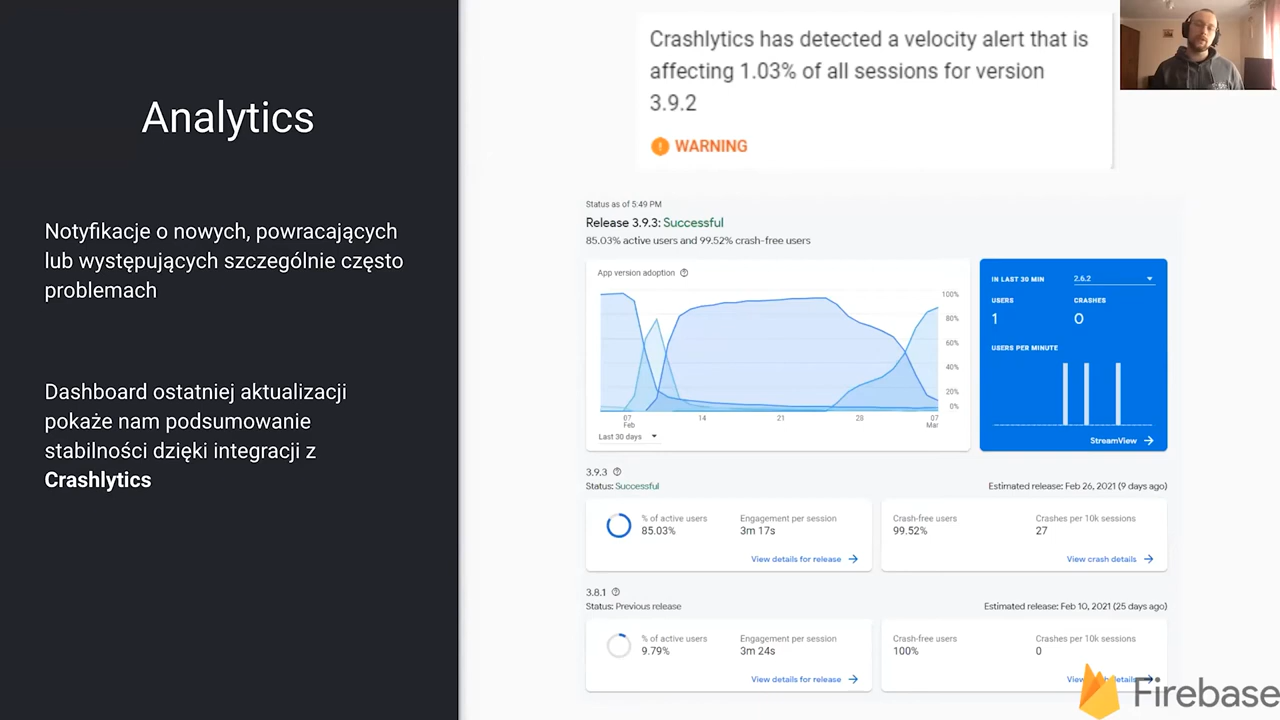 Analytics
Notyfikacje o nowych, powracających
lub występujących szczególnie często
problemach
Dashboard ostatniej aktualizacji
pokaże nam podsumowanie
stabilności dzięki integracji z
Crashlytics
Crashlytics has detected a velocity alert that is
affecting 1.03% of all sessions for version
3.9.2
WARNING
Status as of 5:49 PM
Release 3.9.3: Successful
85.03% active users and 99.52% crash-free users
App version adoption
100%
80%
60%
40%
20%
0%
07 14 21 28 07
Feb Mar
Last 30 days
IN LAST 30 MIN 2.6.2
USERS CRASHES
1 0
USERS PER MINUTE
StreamView
3.9.3
Status: Successful Estimated release: Feb 26, 2021 (9 days ago)
% of active users Engagement per session Crash-free users Crashes per 10k sessions
85.03% 3m 17s 99.52% 27
View details for release View crash details
3.8.1
Status: Previous release Estimated release: Feb 10, 2021 (25 days ago)
% of active users Engagement per session Crash-free users Crashes per 10k sessions
9.79% 3m 24s 100% 0
View details for release View details
Firebase